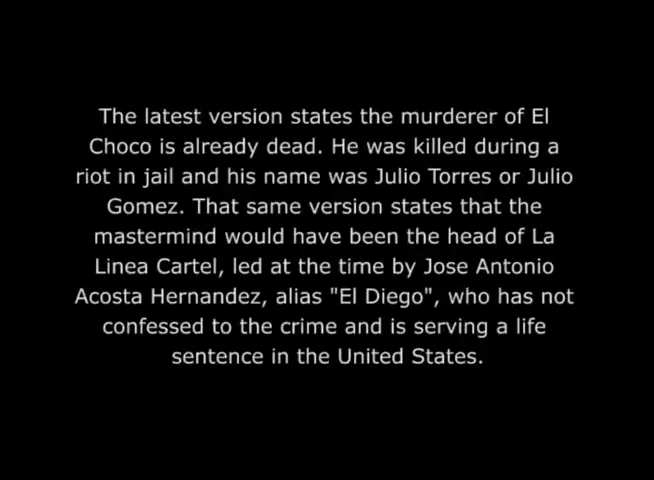 The latest version states the murderer of El
Choco is already dead. He was killed during a
riot in jail and his name was Julio Torres or Julio
Gomez. That same version states that the
mastermind would have been the head of La
Linea Cartel, led at the time by Jose Antonio
Acosta Hernandez, alias "El Diego", who has not
confessed to the crime and is serving a life
sentence in the United States.